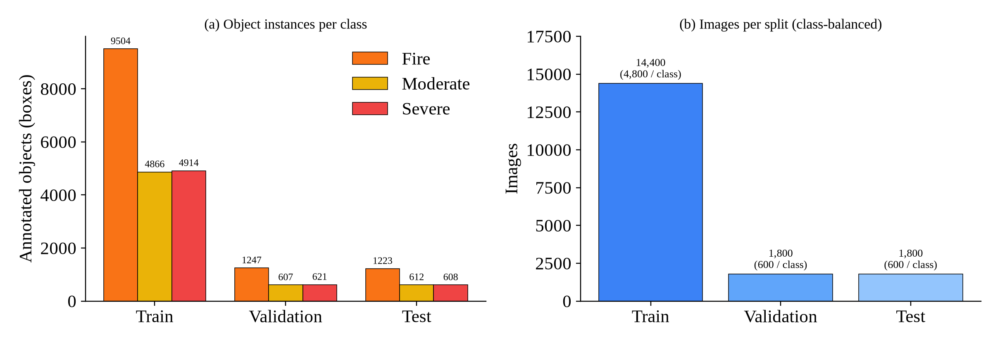 (a) Object instances per class
Annotated objects (boxes)
8000
6000
4000
2000
0
9504
4866
4914
1247
607
621
1223
612
608
Fire
Moderate
Severe
Train
Validation
Test
(b) Images per split (class-balanced)
Images
17500
15000
12500
10000
7500
5000
2500
0
14,400
(4,800 / class)
1,800
(600 / class)
1,800
(600 / class)
Train
Validation
Test